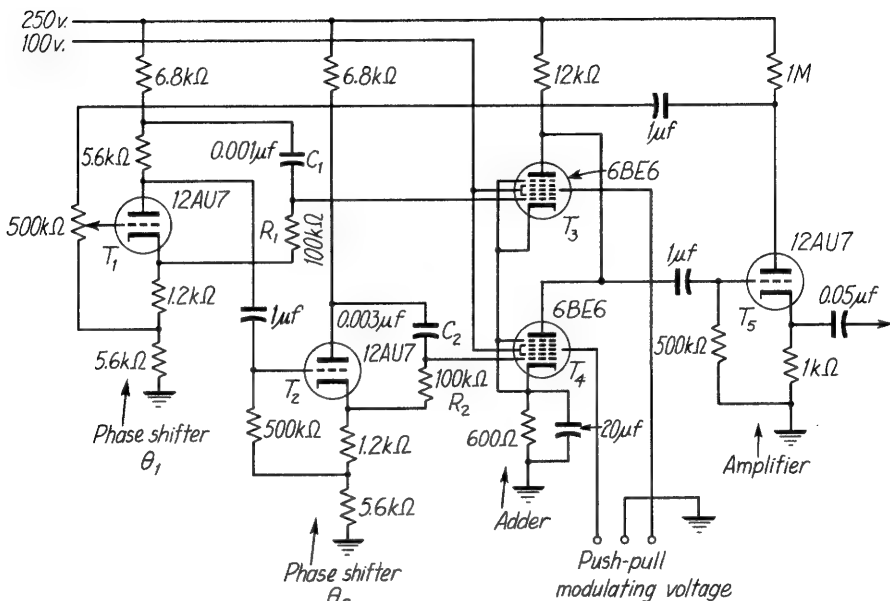 250v.
100v.
6.8kΩ
6.8kΩ
12kΩ
1M
1μf
5.6kΩ
0.001μf
C₁
6BE6
12AU7
500kΩ
T₁
R₁
100kΩ
T₃
12AU7
1μf
1.2kΩ
1μf
0.003μf
C₂
6BE6
T₅
0.05μf
5.6kΩ
12AU7
T₂
100kΩ
R₂
T₄
500kΩ
1kΩ
Phase shifter
θ₁
500kΩ
1.2kΩ
600Ω
20μf
Amplifier
5.6kΩ
Adder
Phase shifter
Push-pull
modulating voltage